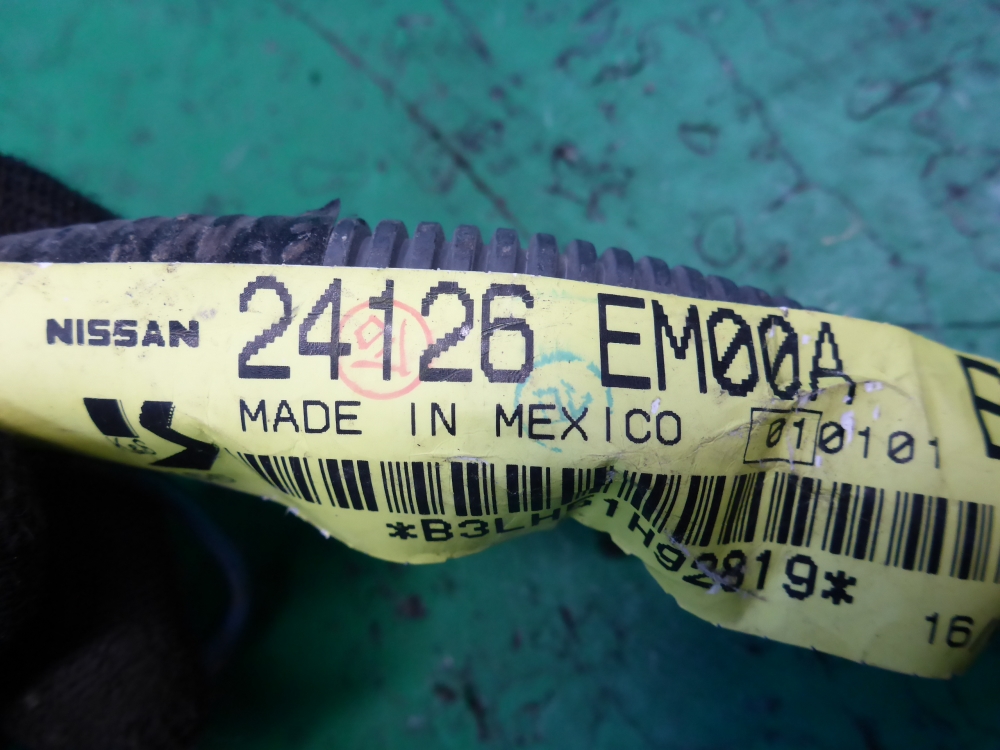 NISSAN 24126 EM00A
MADE IN MEXICO 010101
16